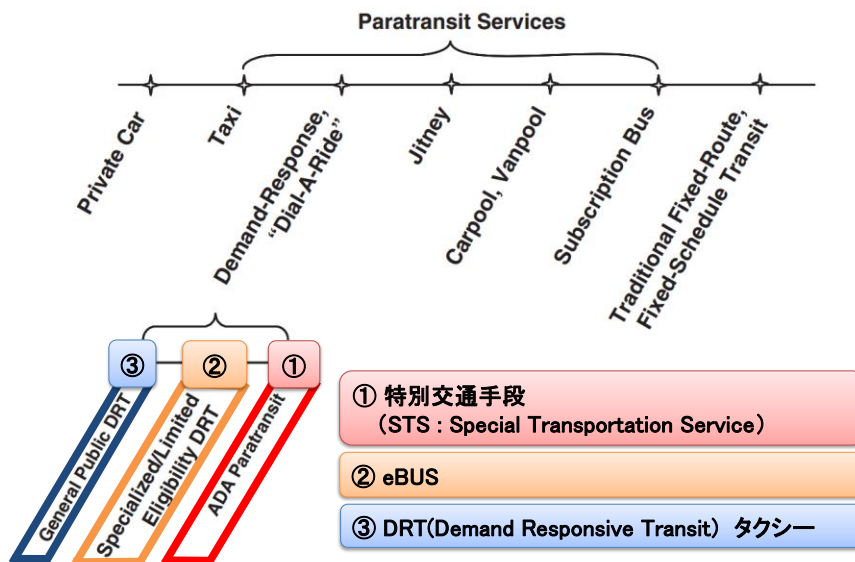 Paratransit Services
Private Car
Taxi
Demand-Response,
“Dial-A-Ride”
Jitney
Carpool, Vanpool
Subscription Bus
Traditional Fixed-Route,
Fixed-Schedule Transit
③
②
①
General Public DRT
Specialized/Limited
Eligibility DRT
ADA Paratransit
① 特別交通手段
（STS : Special Transportation Service）
② eBUS
③ DRT(Demand Responsive Transit) タクシー